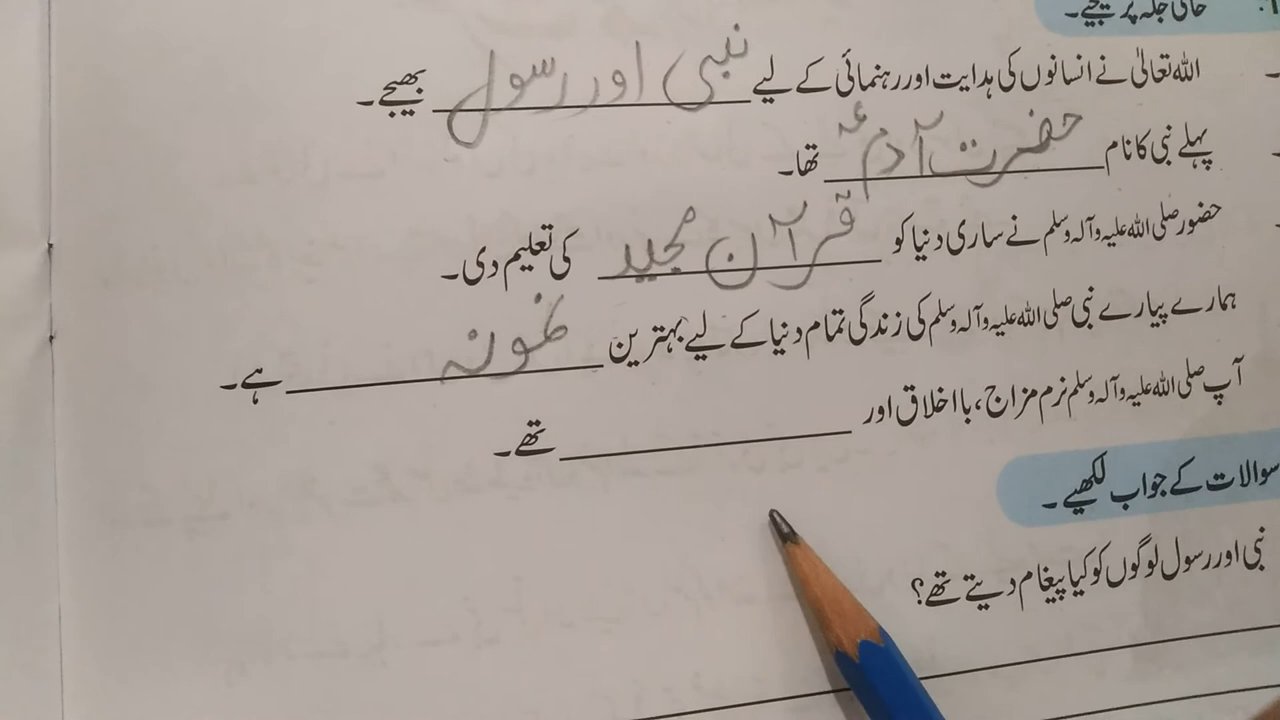 خالی جگہ پر کیجیے۔
اللہ تعالیٰ نے انسانوں کی ہدایت اور رہنمائی کے لیے نبی اور رسول بھیجے۔
پہلے نبی کا نام حضرت آدمؑ تھا۔
حضور صلی اللہ علیہ وآلہ وسلم نے ساری دنیا کو قرآن مجید کی تعلیم دی۔
ہمارے پیارے نبی صلی اللہ علیہ وآلہ وسلم کی زندگی تمام دنیا کے لیے بہترین نمونہ ہے۔
آپ صلی اللہ علیہ وآلہ وسلم نرم مزاج، بااخلاق اور ______ تھے۔
سوالات کے جواب لکھیے۔
نبی اور رسول لوگوں کو کیا پیغام دیتے تھے؟